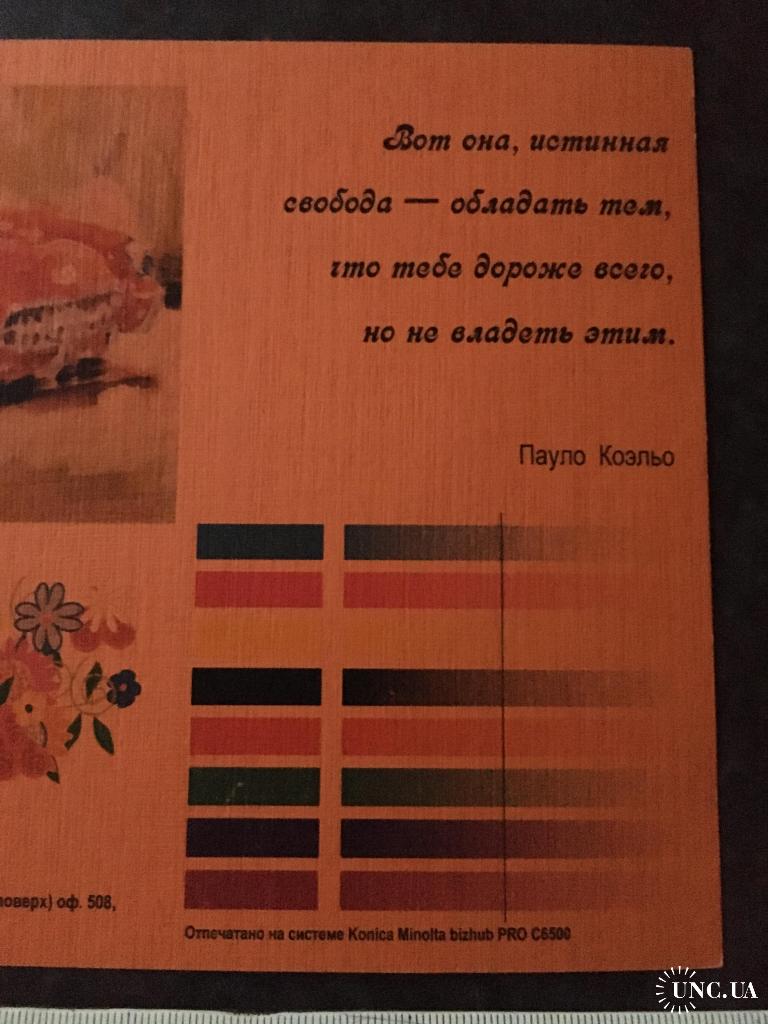 Вот она, истинная
свобода — обладать тем,
что тебе дороже всего,
но не владеть этим.
Пауло Коэльо
оф. 508,
Отпечатано на системе Konica Minolta bizhub PRO C6500
UNC.UA